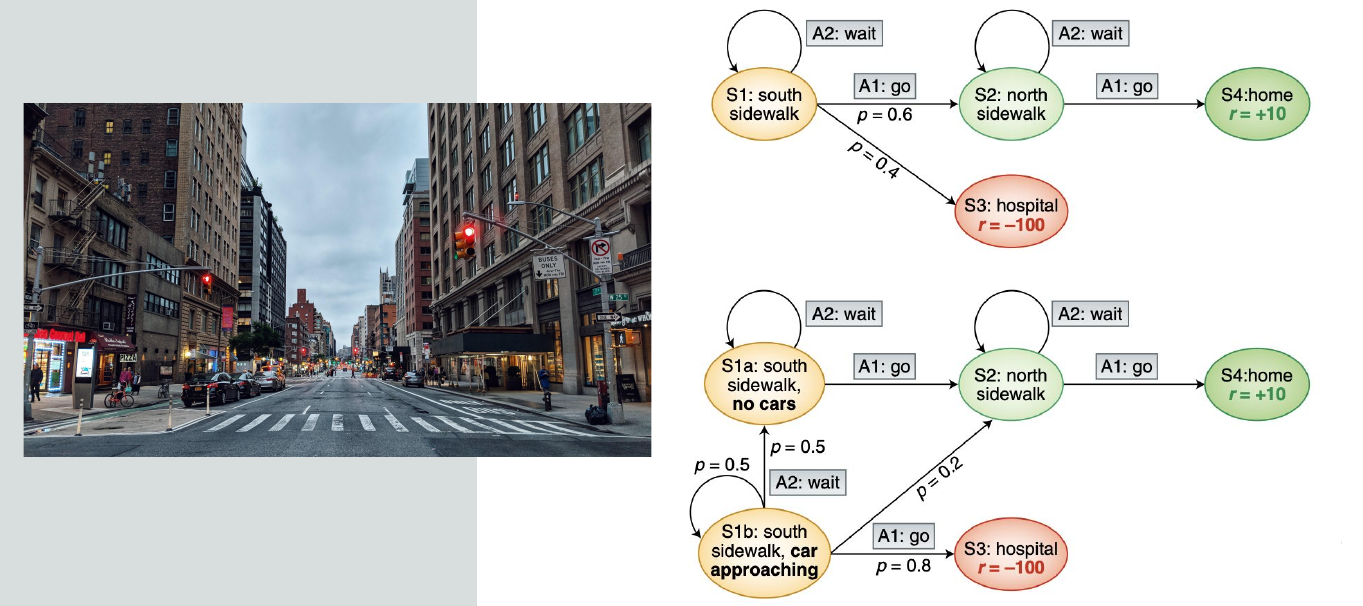 BUSES
ONLY
PIZZA
A2: wait
A2: wait
S1: south
sidewalk
A1: go
p = 0.6
S2: north
sidewalk
A1: go
S4:home
r = +10
p = 0.4
S3: hospital
r = –100
A2: wait
A2: wait
S1a: south
sidewalk,
no cars
A1: go
S2: north
sidewalk
A1: go
S4:home
r = +10
p = 0.5
p = 0.5
A2: wait
p = 0.2
S1b: south
sidewalk, car
approaching
A1: go
p = 0.8
S3: hospital
r = –100